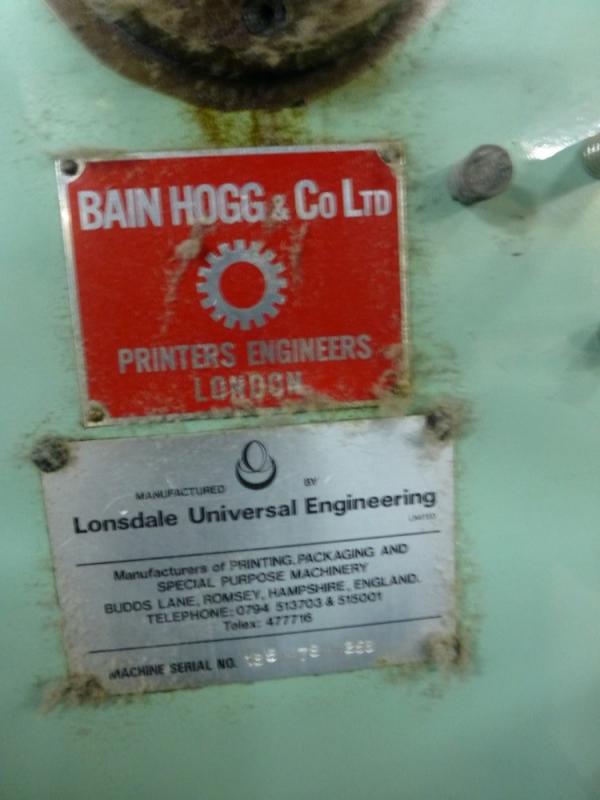 BAIN HOGG & CO LTD
PRINTERS ENGINEERS
LONDON
MANUFACTURED BY
Lonsdale Universal Engineering
LIMITED
Manufacturers of PRINTING, PACKAGING AND
SPECIAL PURPOSE MACHINERY
BUDDS LANE, ROMSEY, HAMPSHIRE, ENGLAND.
TELEPHONE: 0794 513703 & 515001
Telex: 477716
MACHINE SERIAL NO.